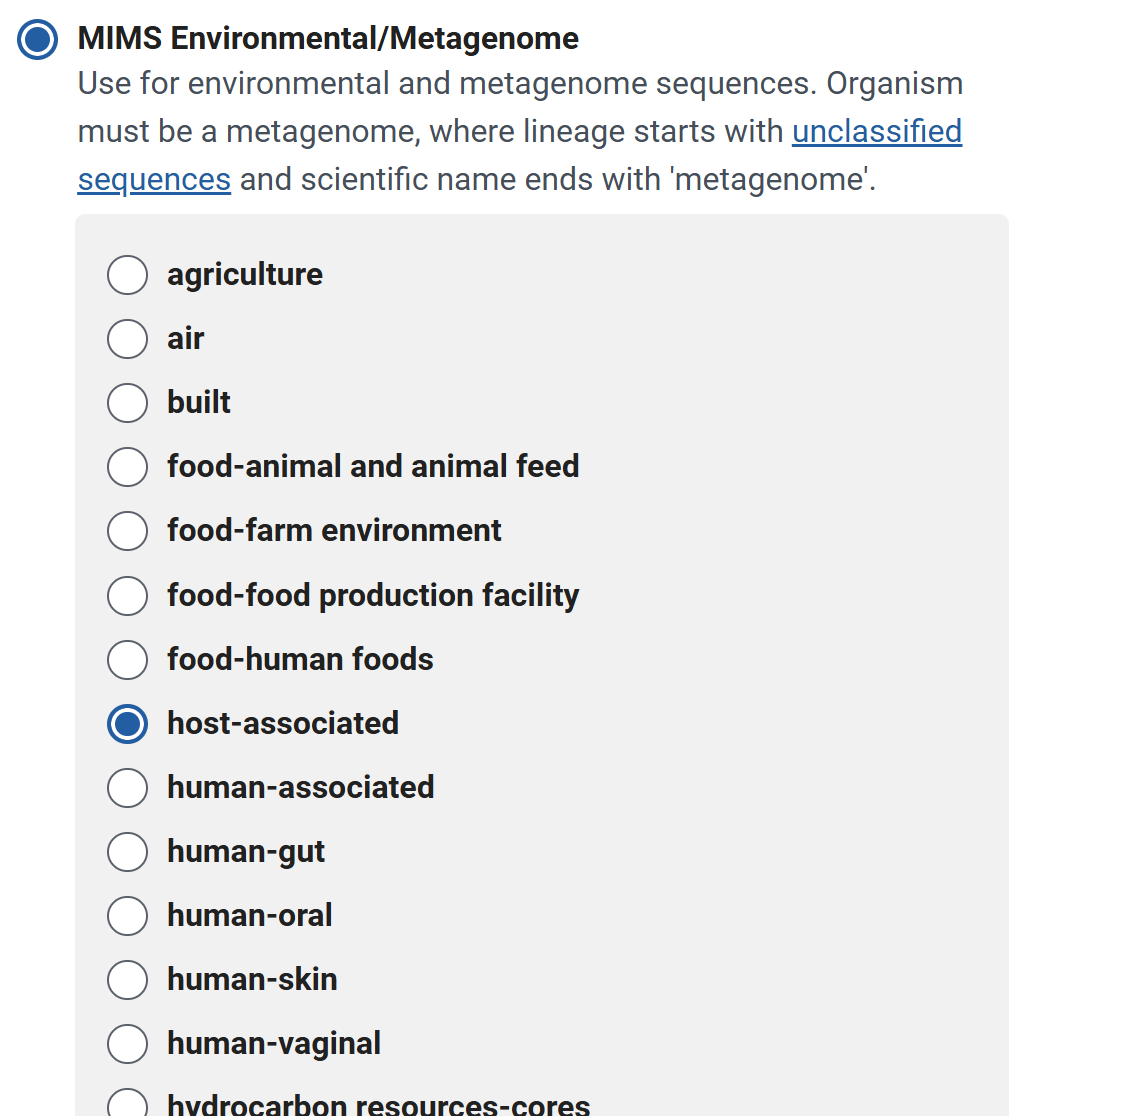 MIMS Environmental/Metagenome
Use for environmental and metagenome sequences. Organism
must be a metagenome, where lineage starts with unclassified
sequences and scientific name ends with 'metagenome'.
agriculture
air
built
food-animal and animal feed
food-farm environment
food-food production facility
food-human foods
host-associated
human-associated
human-gut
human-oral
human-skin
human-vaginal
hydrocarbon resources-cores